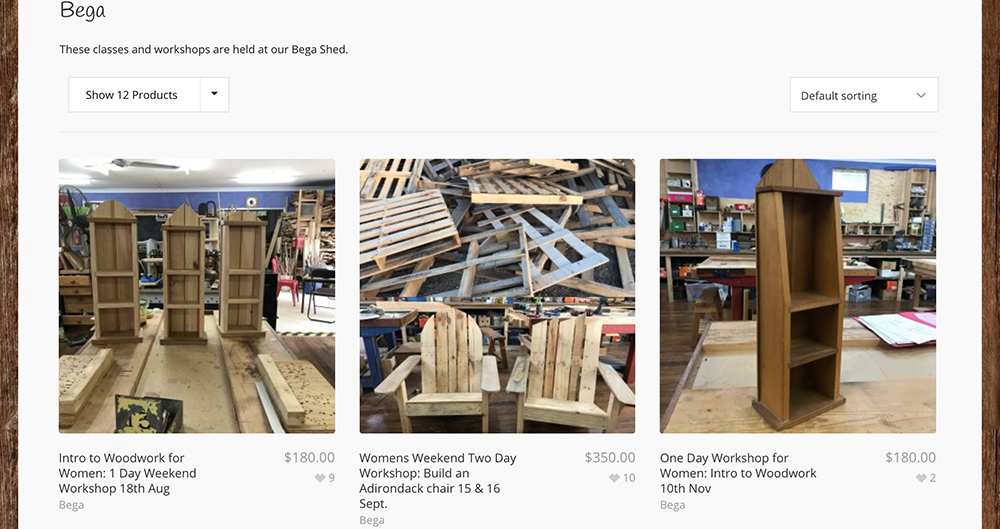 Bega
These classes and workshops are held at our Bega Shed.
Show 12 Products
Default sorting
Intro to Woodwork for
Women: 1 Day Weekend
Workshop 18th Aug
$180.00
9
Bega
Womens Weekend Two Day
Workshop: Build an
Adirondack chair 15 & 16
Sept.
$350.00
10
Bega
One Day Workshop for
Women: Intro to Woodwork
10th Nov
$180.00
2
Bega